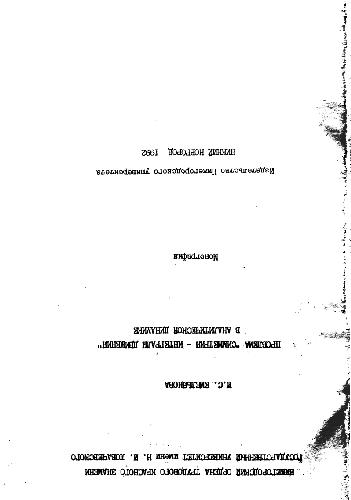 НИЖЕГОРОДСКИЙ ОРДЕНА ТРУДОВОГО КРАСНОГО ЗНАМЕНИ
ГОСУДАРСТВЕННЫЙ УНИВЕРСИТЕТ ИМЕНИ Н. И. ЛОБАЧЕВСКОГО
ПРОБЛЕМА "СИММЕТРИИ - ИНТЕГРАЛЫ ДВИЖЕНИЯ"
В АНАЛИТИЧЕСКОЙ ДИНАМИКЕ
Монография
Издательство Нижегородского университета
НИЖНИЙ НОВГОРОД 1992